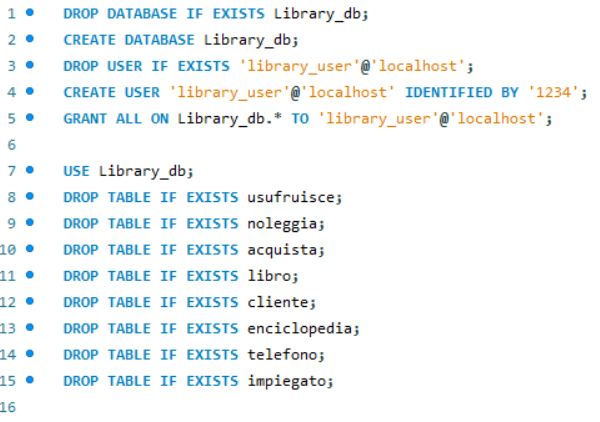 1 DROP DATABASE IF EXISTS Library_db;
2 CREATE DATABASE Library_db;
3 DROP USER IF EXISTS 'library_user'@'localhost';
4 CREATE USER 'library_user'@'localhost' IDENTIFIED BY '1234';
5 GRANT ALL ON Library_db.* TO 'library_user'@'localhost';
6
7 USE Library_db;
8 DROP TABLE IF EXISTS usufruisce;
9 DROP TABLE IF EXISTS noleggia;
10 DROP TABLE IF EXISTS acquista;
11 DROP TABLE IF EXISTS libro;
12 DROP TABLE IF EXISTS cliente;
13 DROP TABLE IF EXISTS enciclopedia;
14 DROP TABLE IF EXISTS telefono;
15 DROP TABLE IF EXISTS impiegato;
16